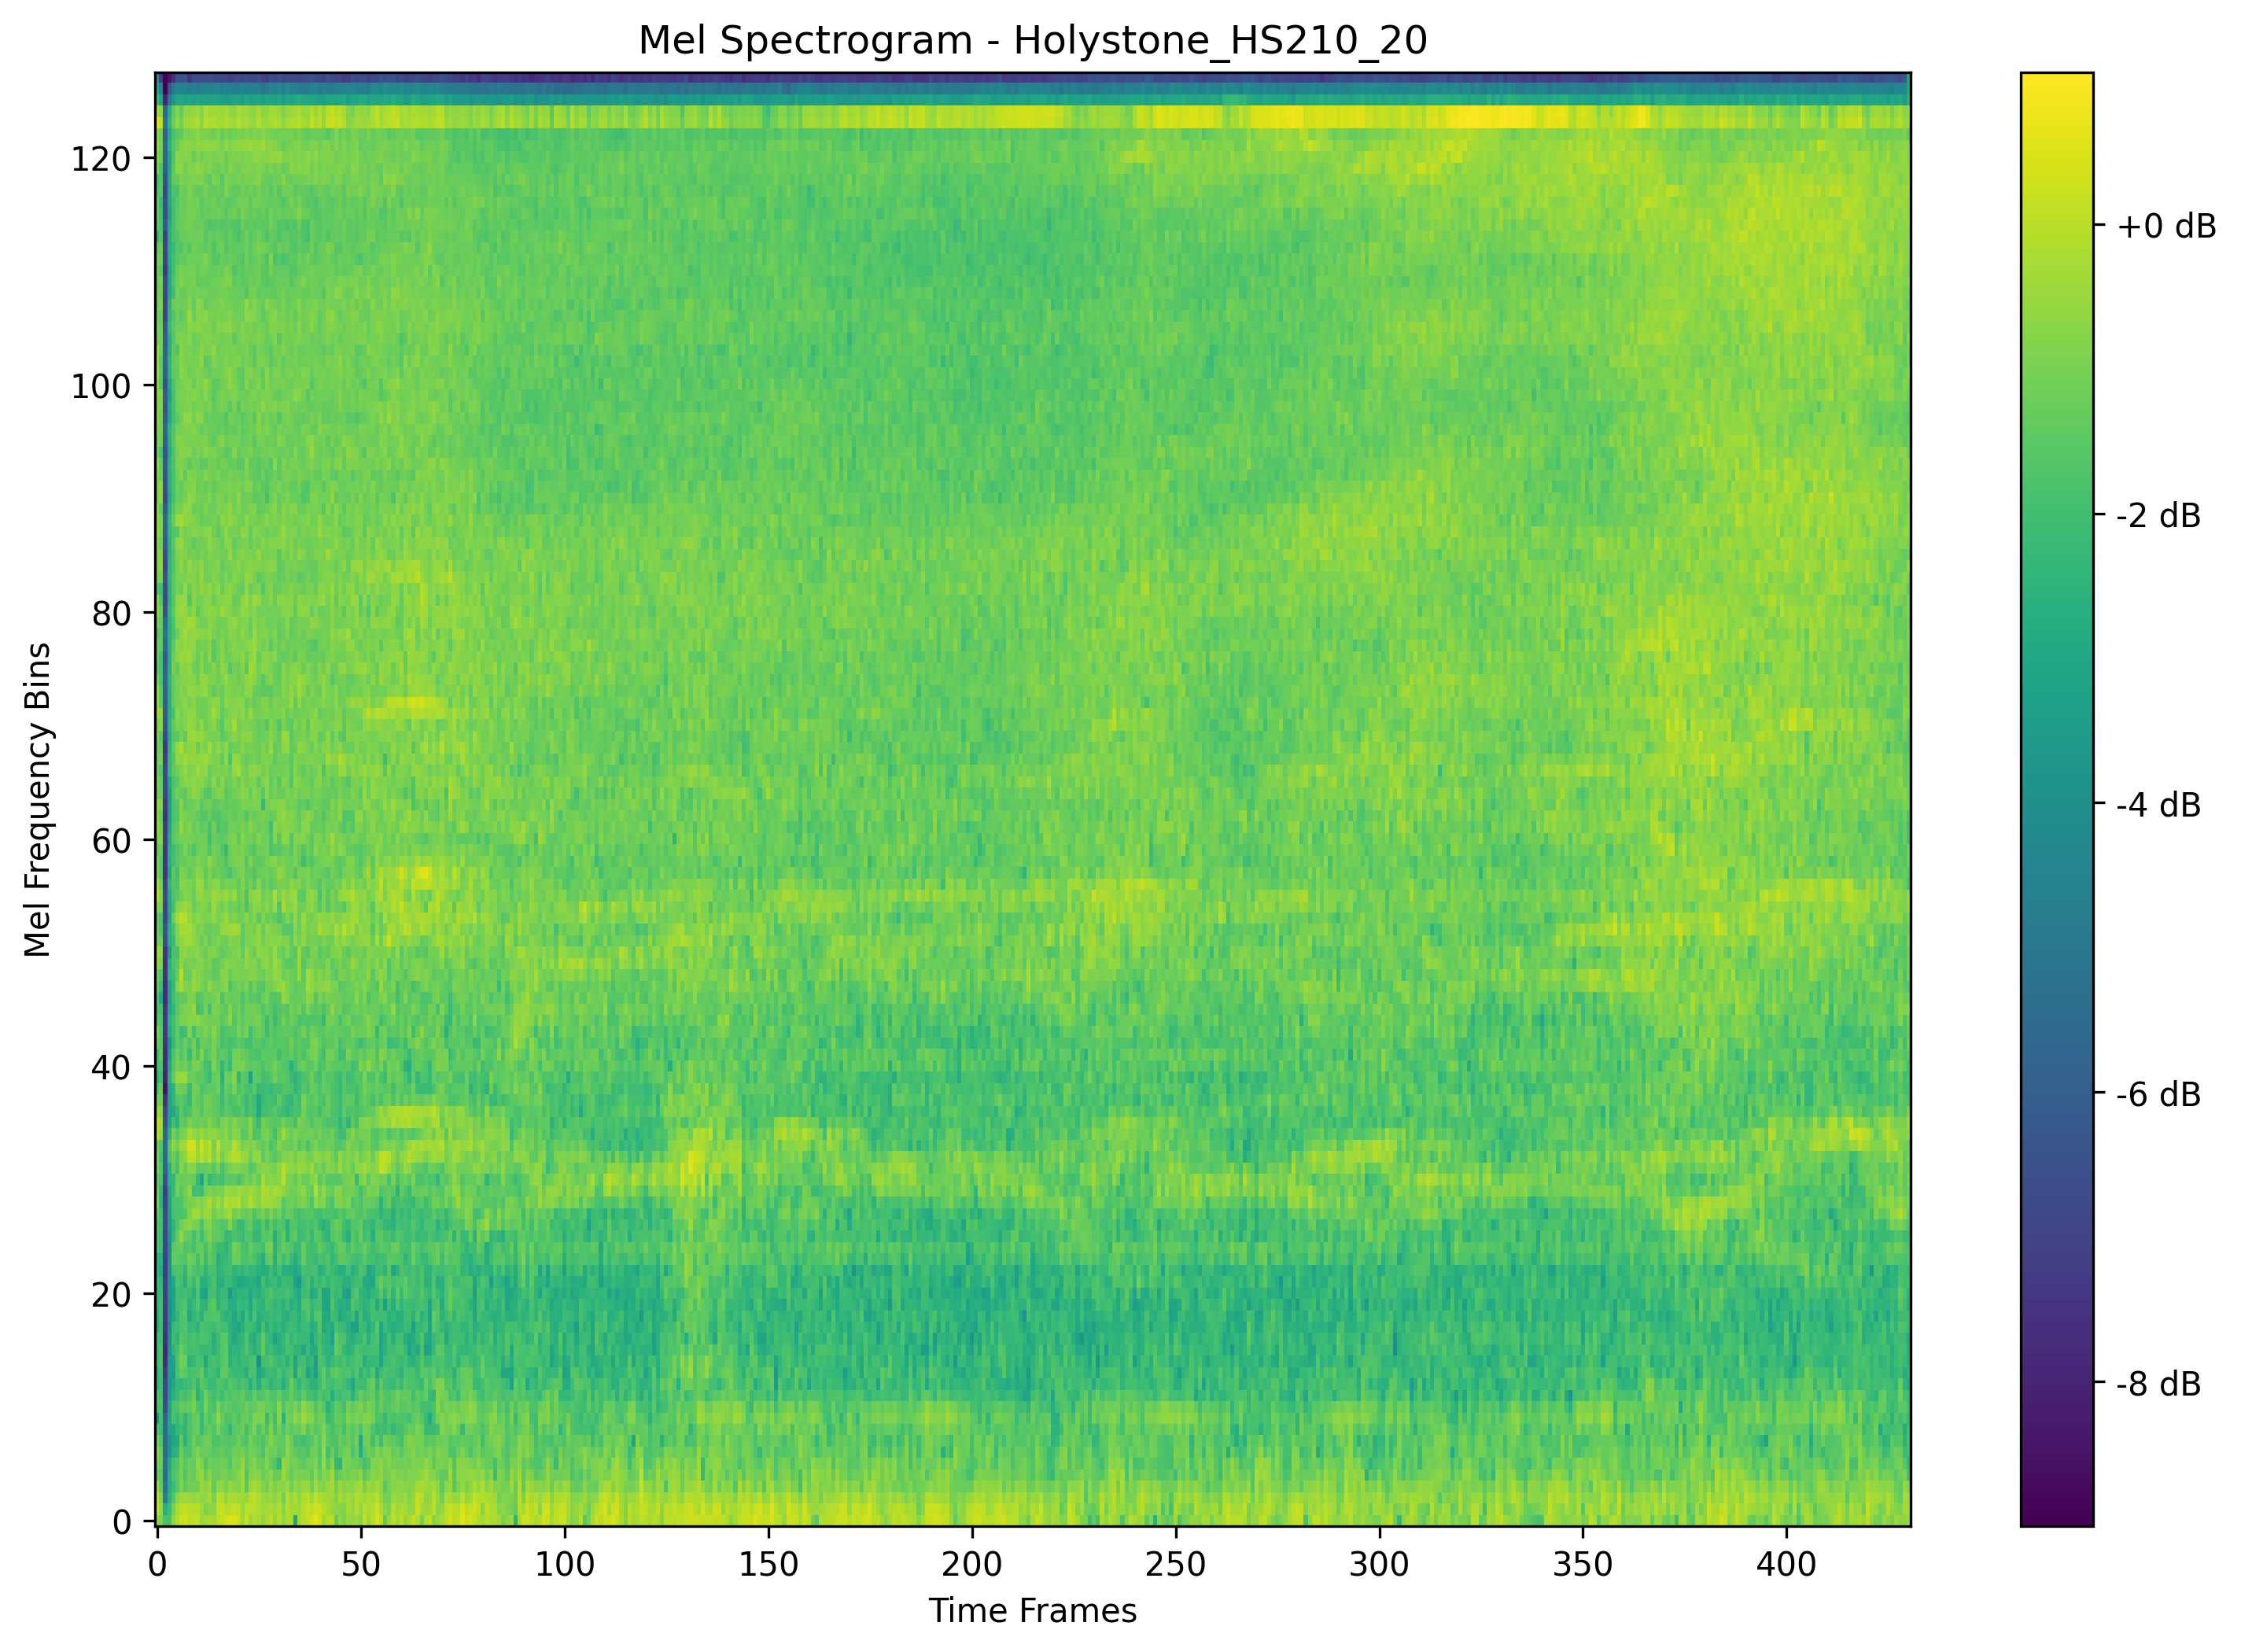 Mel Spectrogram - Holystone_HS210_20
Mel Frequency Bins
120
100
80
60
40
20
0
0 50 100 150 200 250 300 350 400
Time Frames
+0 dB
-2 dB
-4 dB
-6 dB
-8 dB